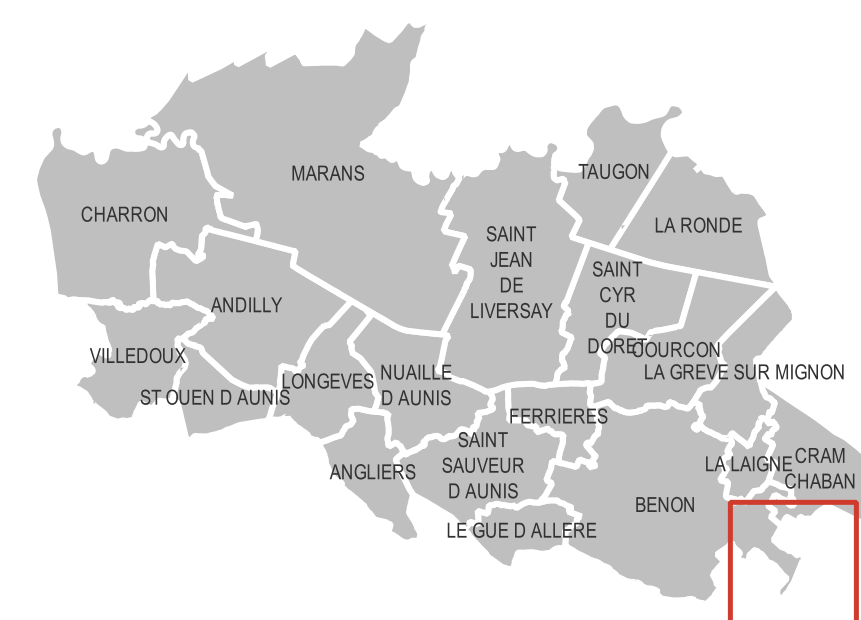 TAUGON
MARANS
CHARRON
LA RONDE
SAINT
JEAN
DE
LIVERSAY
SAINT
CYR
DU
DORET
ANDILLY
VILLEDOUX
COURCON
LA GREVE SUR MIGNON
NUAILLE
D AUNIS
LONGEVES
ST OUEN D AUNIS
FERRIERES
SAINT
SAUVEUR
D AUNIS
ANGLIERS
LA LAIGNE
CRAM
CHABAN
BENON
LE GUE D ALLERE